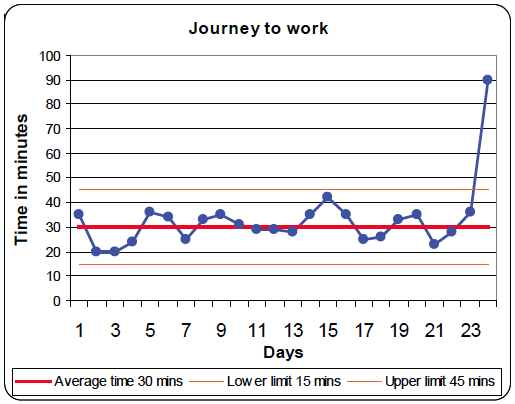 Journey to work
Time in minutes
100
90
80
70
60
50
40
30
20
10
0
1 3 5 7 9 11 13 15 17 19 21 23
Days
Average time 30 mins Lower limit 15 mins Upper limit 45 mins